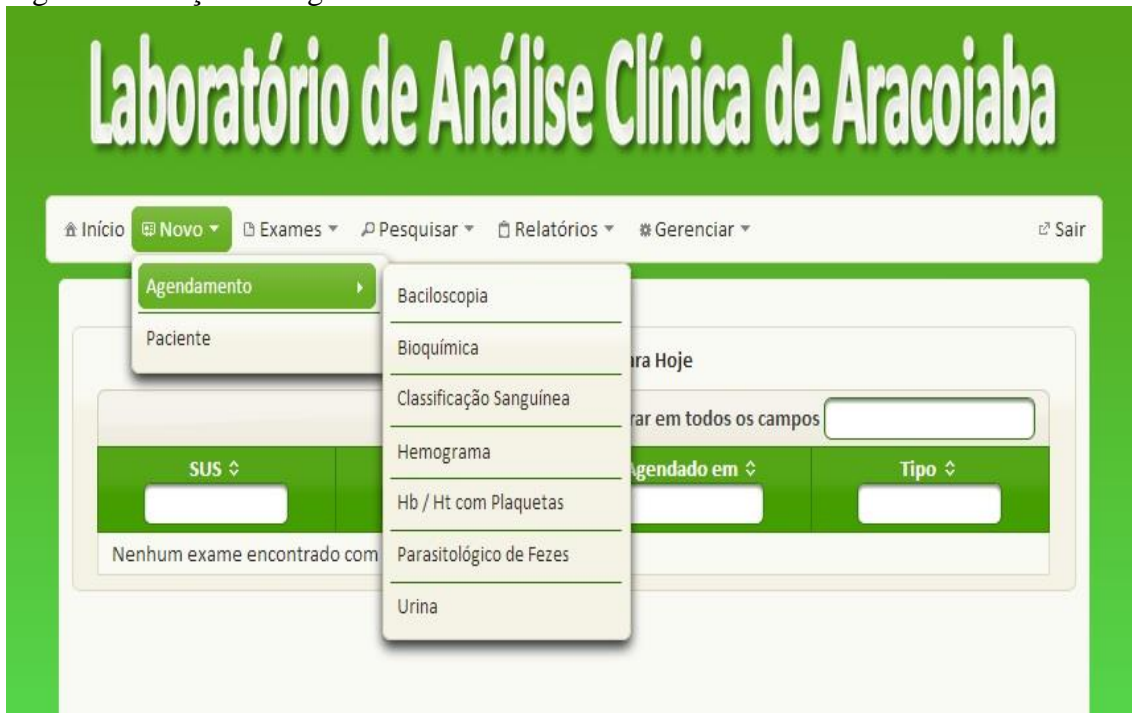 Laboratório de Análise Clínica de Aracoiaba
Início Novo Exames Pesquisar Relatórios Gerenciar Sair
Agendamento
Paciente
Baciloscopia
Bioquímica
Classificação Sanguínea
Hemograma
Hb / Ht com Plaquetas
Parasitológico de Fezes
Urina
Hoje
em todos os campos
SUS Agendado em Tipo
Nenhum exame encontrado com